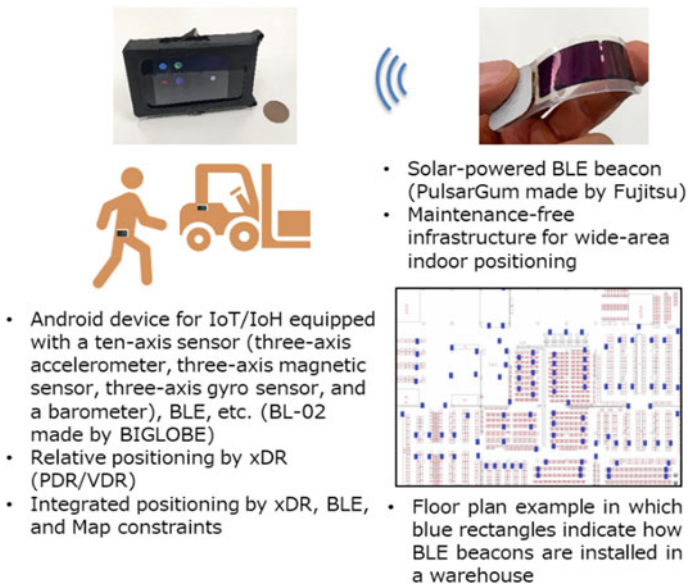 • Solar-powered BLE beacon
(PulsarGum made by Fujitsu)
• Maintenance-free
infrastructure for wide-area
indoor positioning
• Android device for IoT/IoH equipped
with a ten-axis sensor (three-axis
accelerometer, three-axis magnetic
sensor, three-axis gyro sensor, and
a barometer), BLE, etc. (BL-02
made by BIGLOBE)
• Relative positioning by xDR
(PDR/VDR)
• Integrated positioning by xDR, BLE,
and Map constraints
• Floor plan example in which
blue rectangles indicate how
BLE beacons are installed in
a warehouse